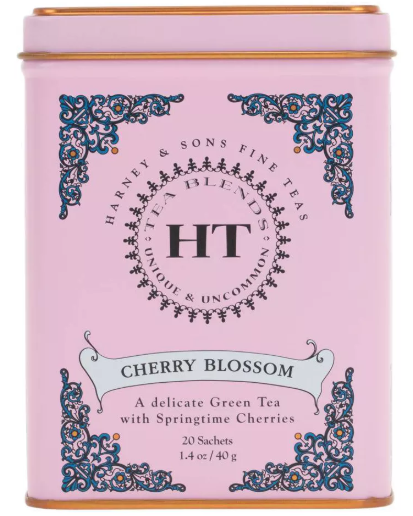 HARNEY & SONS FINE TEAS
TEA BLENDS
HT
UNIQUE & UNCOMMON
CHERRY BLOSSOM
A delicate Green Tea
with Springtime Cherries
20 Sachets
1.4 oz / 40 g